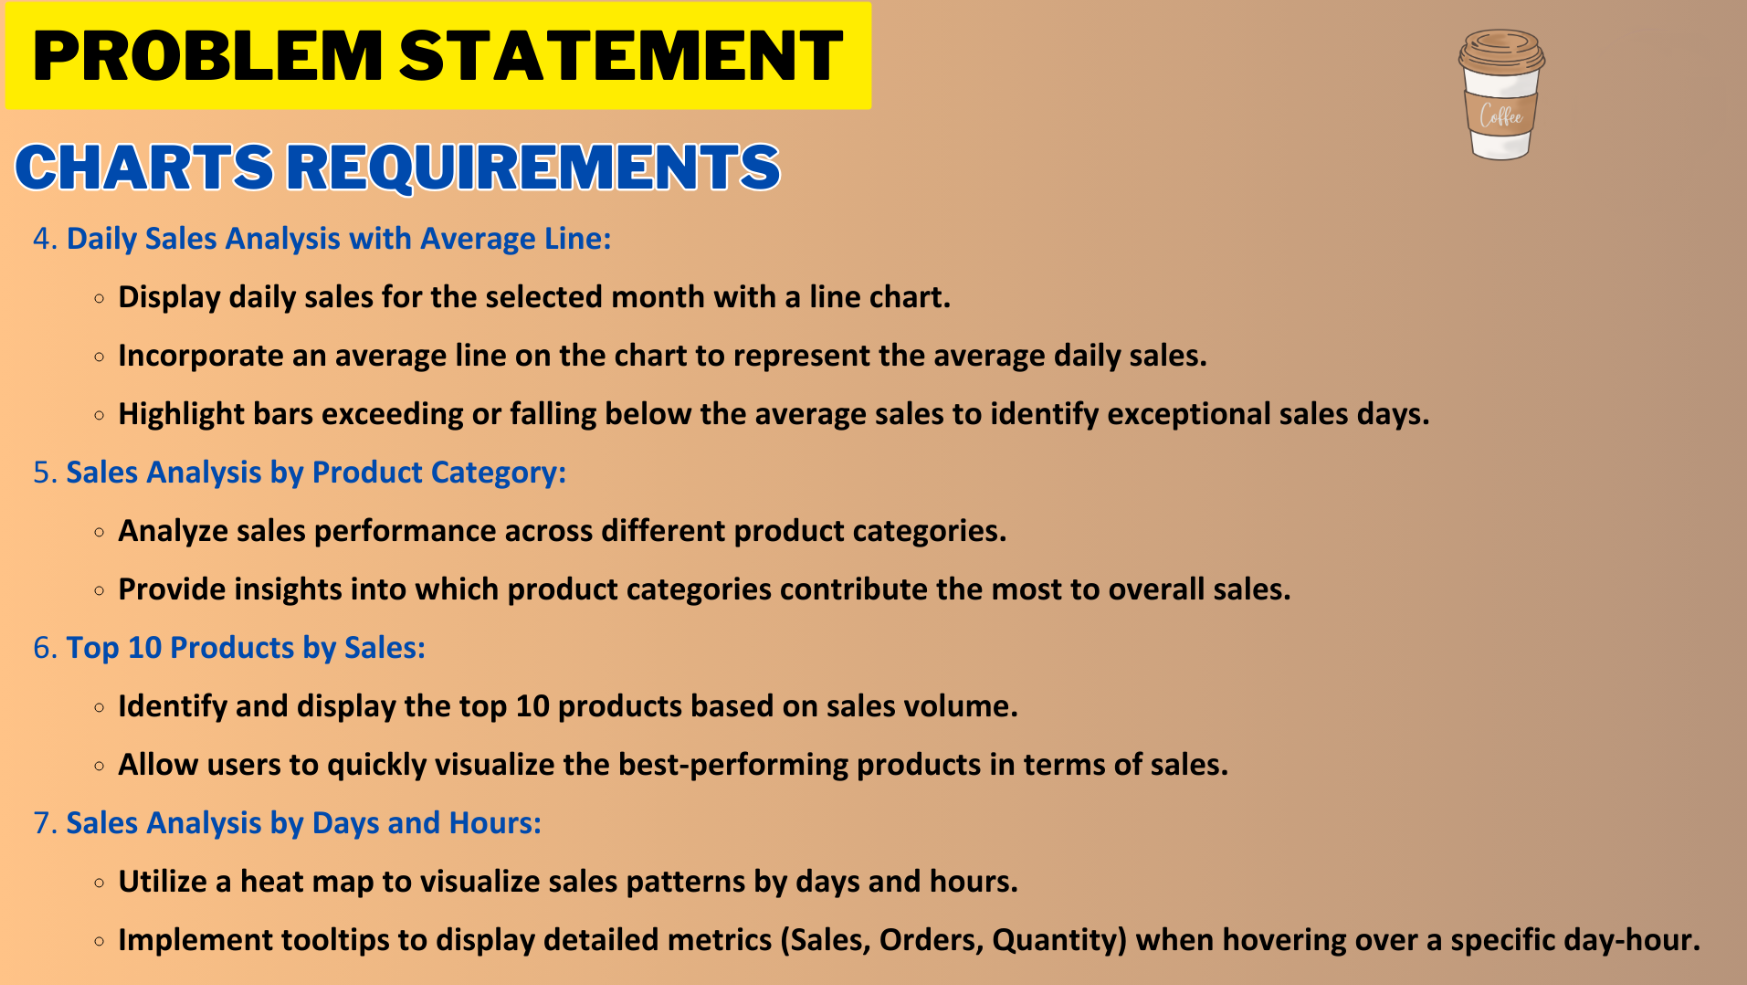 PROBLEM STATEMENT
Coffee
CHARTS REQUIREMENTS
4. Daily Sales Analysis with Average Line:
◦ Display daily sales for the selected month with a line chart.
◦ Incorporate an average line on the chart to represent the average daily sales.
◦ Highlight bars exceeding or falling below the average sales to identify exceptional sales days.
5. Sales Analysis by Product Category:
◦ Analyze sales performance across different product categories.
◦ Provide insights into which product categories contribute the most to overall sales.
6. Top 10 Products by Sales:
◦ Identify and display the top 10 products based on sales volume.
◦ Allow users to quickly visualize the best-performing products in terms of sales.
7. Sales Analysis by Days and Hours:
◦ Utilize a heat map to visualize sales patterns by days and hours.
◦ Implement tooltips to display detailed metrics (Sales, Orders, Quantity) when hovering over a specific day-hour.